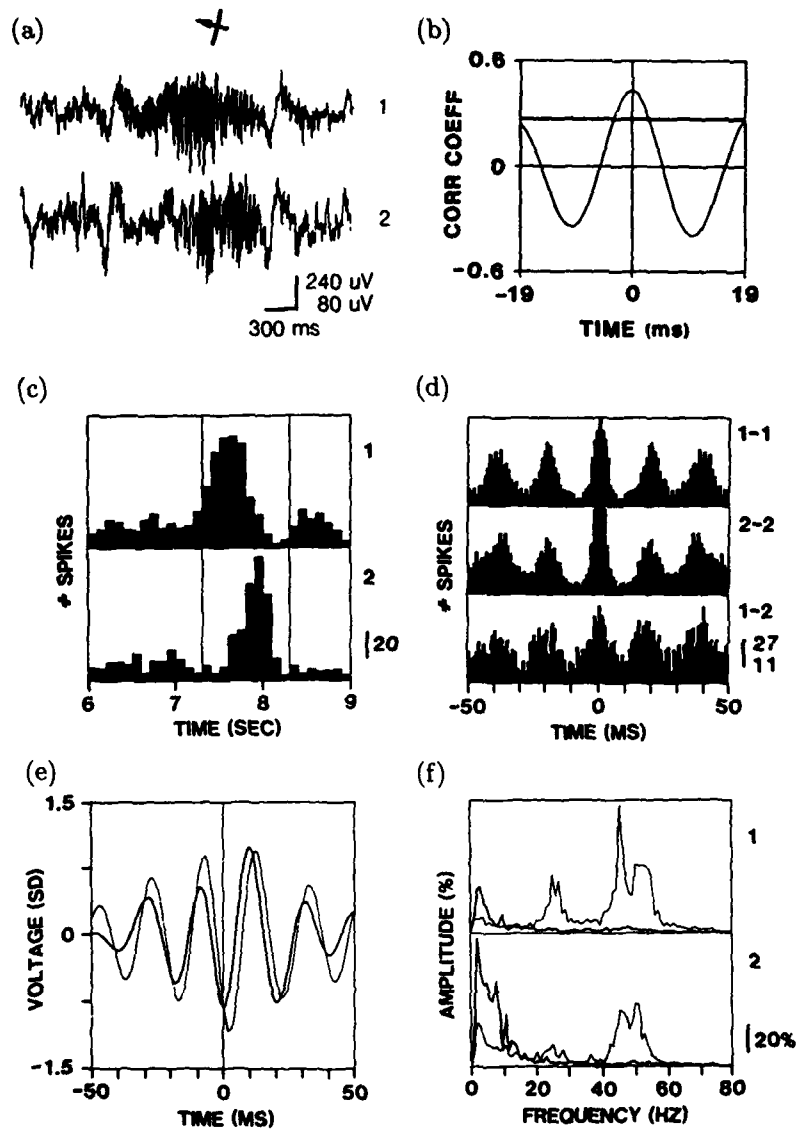 (a)
1
2
240 uV
80 uV
300 ms
(b)
0.6
0
-0.6
CORR COEFF
-19 0 19
TIME (ms)
(c)
1
2
20
+ SPIKES
6 7 8 9
TIME (SEC)
(d)
1-1
2-2
1-2
27
11
+ SPIKES
-50 0 50
TIME (MS)
(e)
1.5
0
-1.5
VOLTAGE (SD)
-50 0 50
TIME (MS)
(f)
1
2
20%
AMPLITUDE (%)
0 20 40 60 80
FREQUENCY (HZ)